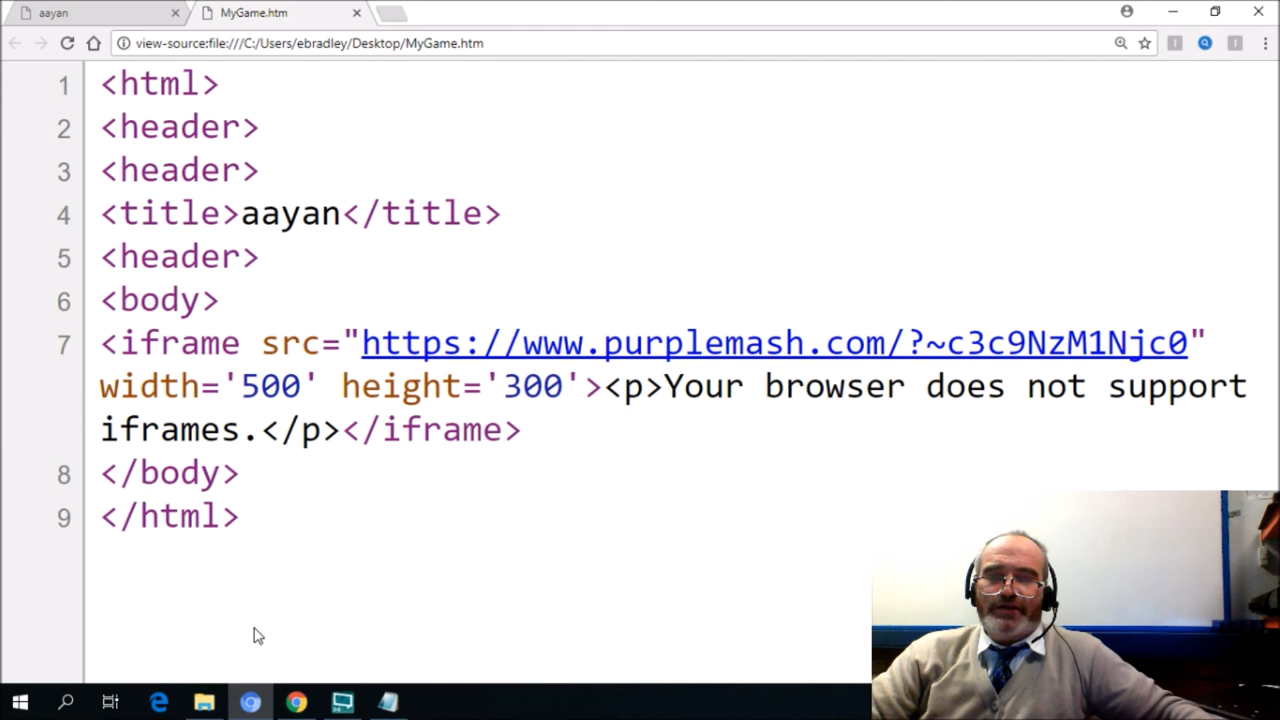 aayan
MyGame.htm
view-source:file:///C:/Users/ebradley/Desktop/MyGame.htm
1 <html>
2 <header>
3 <header>
4 <title>aayan</title>
5 <header>
6 <body>
7 <iframe src="https://www.purplemash.com/?~c3c9NzM1Njc0"
width='500' height='300'><p>Your browser does not support
iframes.</p></iframe>
8 </body>
9 </html>